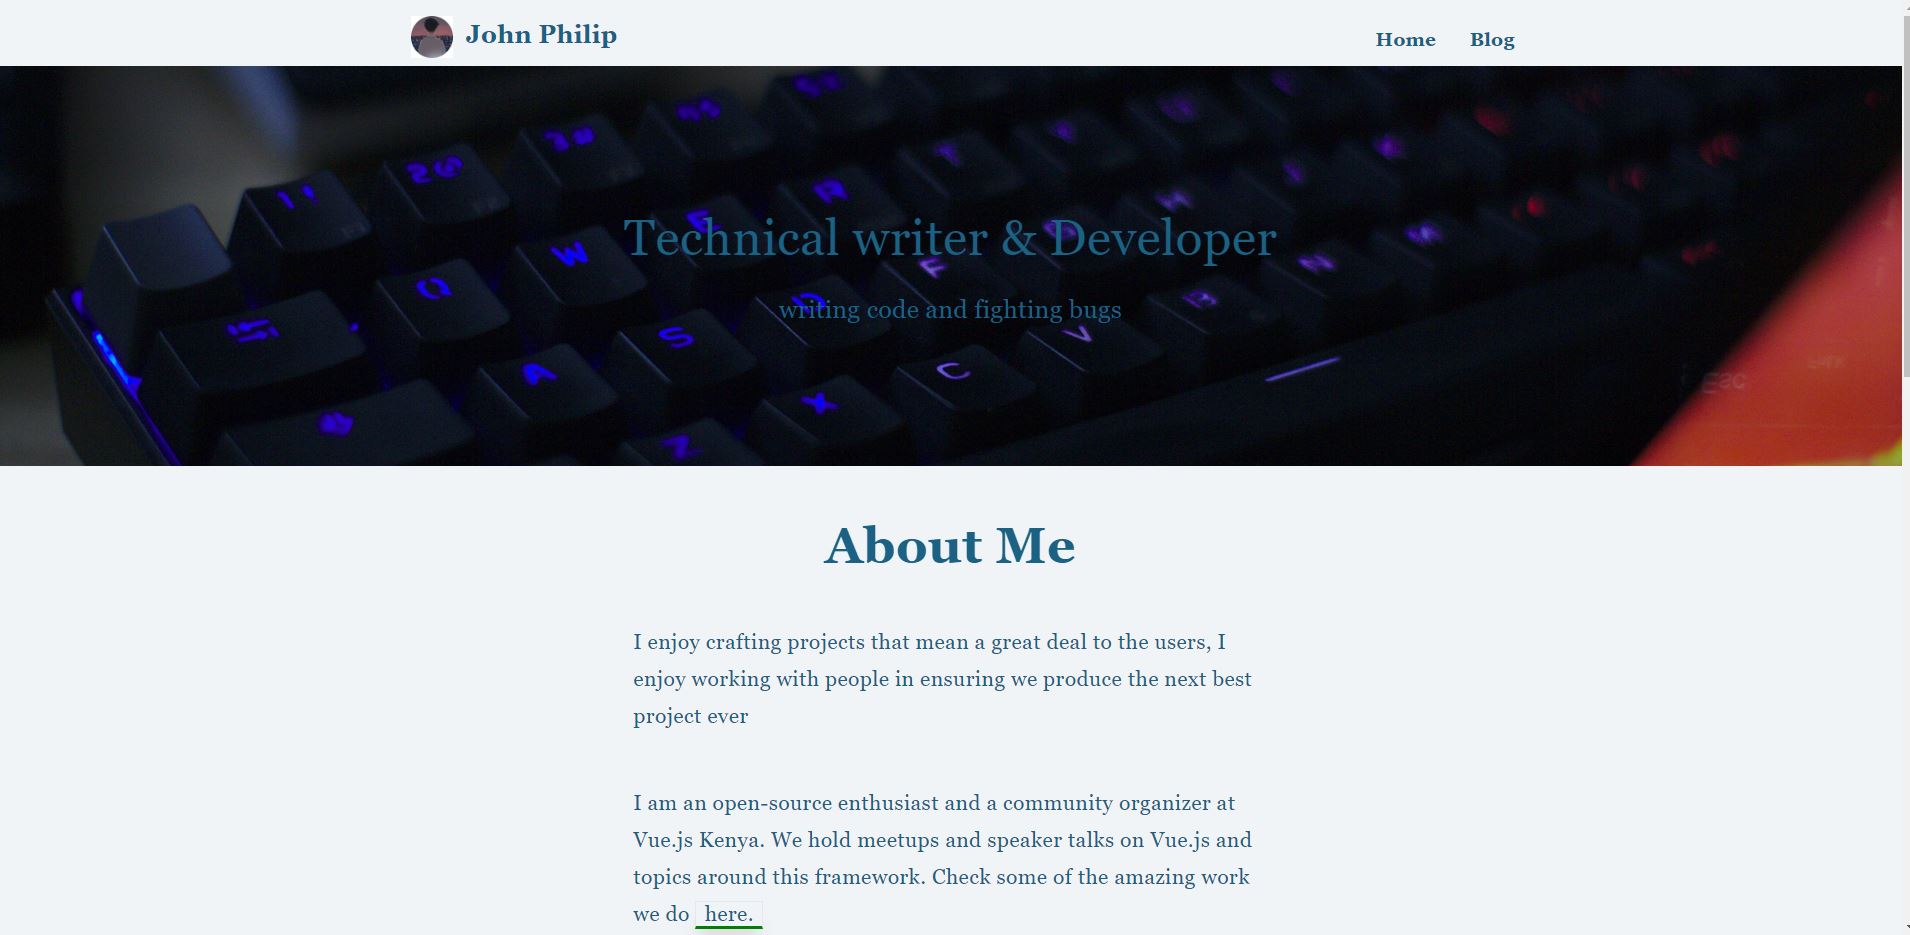 John Philip
Home Blog
Technical writer & Developer
writing code and fighting bugs
About Me
I enjoy crafting projects that mean a great deal to the users, I
enjoy working with people in ensuring we produce the next best
project ever
I am an open-source enthusiast and a community organizer at
Vue.js Kenya. We hold meetups and speaker talks on Vue.js and
topics around this framework. Check some of the amazing work
we do here.